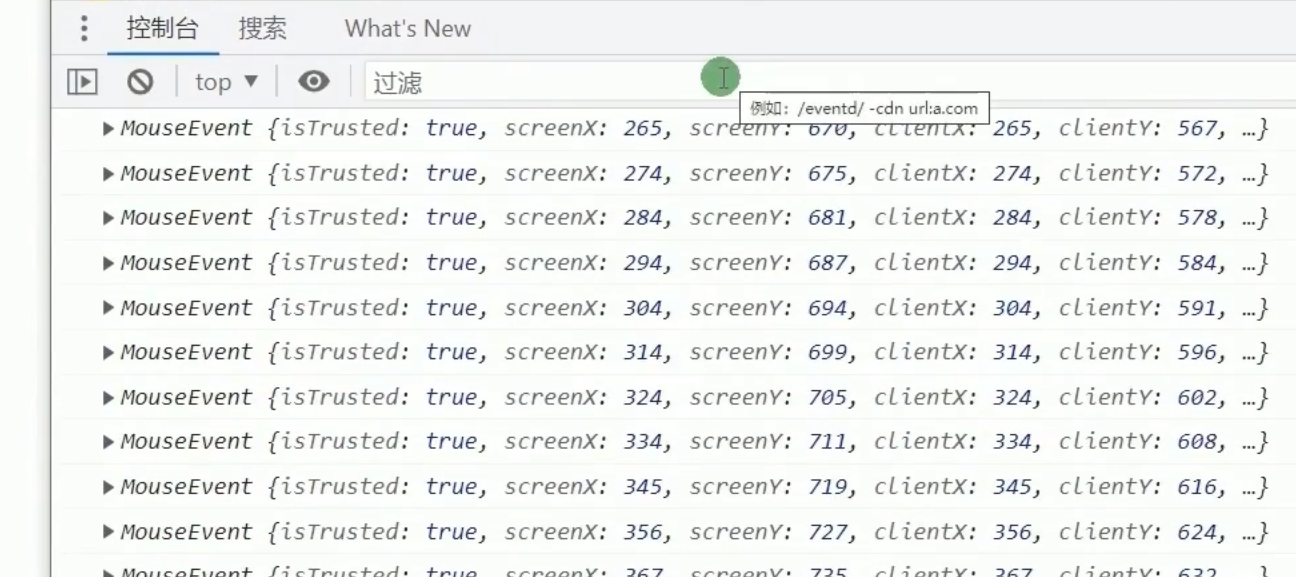 控制台 搜索 What's New
top ▼ 过滤
例如：/eventd/ -cdn url:a.com
▶MouseEvent {isTrusted: true, screenX: 265, screenY: 670, clientX: 265, clientY: 567, …}
▶MouseEvent {isTrusted: true, screenX: 274, screenY: 675, clientX: 274, clientY: 572, …}
▶MouseEvent {isTrusted: true, screenX: 284, screenY: 681, clientX: 284, clientY: 578, …}
▶MouseEvent {isTrusted: true, screenX: 294, screenY: 687, clientX: 294, clientY: 584, …}
▶MouseEvent {isTrusted: true, screenX: 304, screenY: 694, clientX: 304, clientY: 591, …}
▶MouseEvent {isTrusted: true, screenX: 314, screenY: 699, clientX: 314, clientY: 596, …}
▶MouseEvent {isTrusted: true, screenX: 324, screenY: 705, clientX: 324, clientY: 602, …}
▶MouseEvent {isTrusted: true, screenX: 334, screenY: 711, clientX: 334, clientY: 608, …}
▶MouseEvent {isTrusted: true, screenX: 345, screenY: 719, clientX: 345, clientY: 616, …}
▶MouseEvent {isTrusted: true, screenX: 356, screenY: 727, clientX: 356, clientY: 624, …}
▶MouseEvent {isTrusted: true, screenX: 367, screenY: 735, clientX: 367, clientY: 632, …}